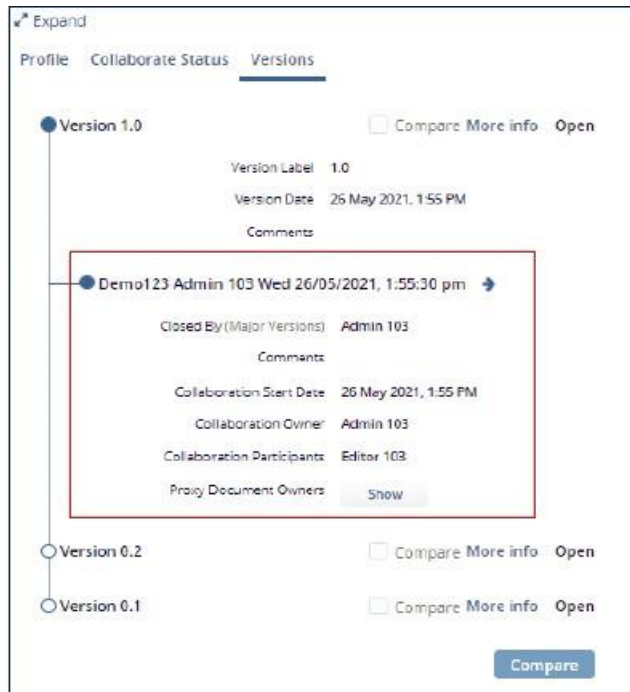 Expand
Profile Collaborate Status Versions
Version 1.0 Compare More info Open
Version Label 1.0
Version Date 26 May 2021, 1:55 PM
Comments
Demo123 Admin 103 Wed 26/05/2021, 1:55:30 pm
Closed By (Major Versions) Admin 103
Comments
Collaboration Start Date 26 May 2021, 1:55 PM
Collaboration Owner Admin 103
Collaboration Participants Editor 103
Proxy Document Owners Show
Version 0.2 Compare More info Open
Version 0.1 Compare More info Open
Compare